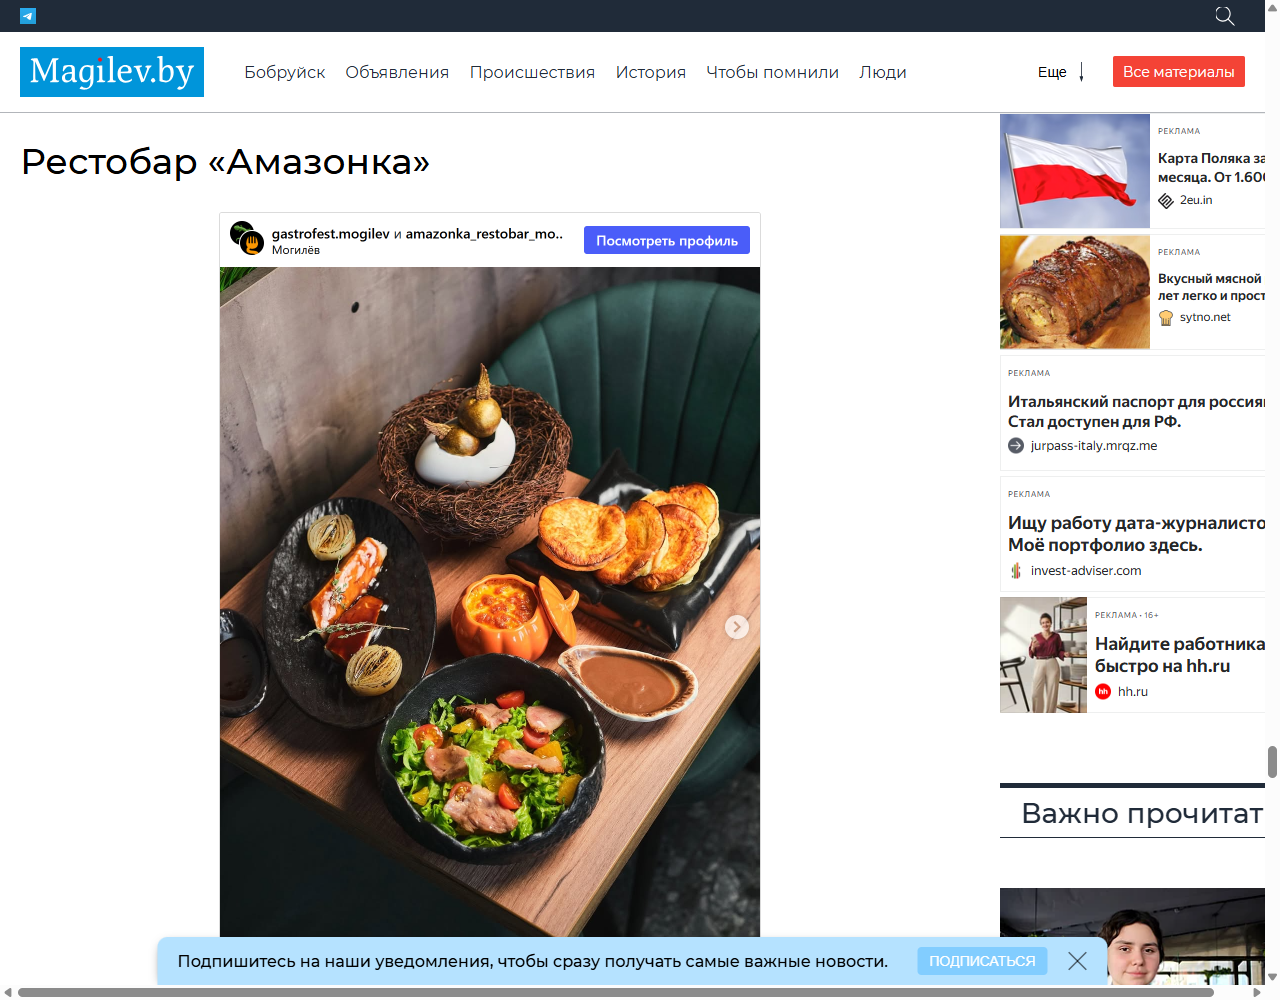 Magilev.by
Бобруйск Объявления Происшествия История Чтобы помнили Люди
Еще
Все материалы
Рестобар «Амазонка»
gastrofest.mogilev и amazonka_restobar_mo..
Могилёв
Посмотреть профиль
РЕКЛАМА
Карта Поляка за
месяца. От 1.600
2eu.in
РЕКЛАМА
Вкусный мясной
лет легко и прост
sytno.net
РЕКЛАМА
Итальянский паспорт для россиян
Стал доступен для РФ.
jurpass-italy.mrqz.me
РЕКЛАМА
Ищу работу дата-журналисто
Моё портфолио здесь.
invest-adviser.com
РЕКЛАМА • 16+
Найдите работника
быстро на hh.ru
hh
hh.ru
Важно прочитат
Подпишитесь на наши уведомления, чтобы сразу получать самые важные новости.
ПОДПИСАТЬСЯ